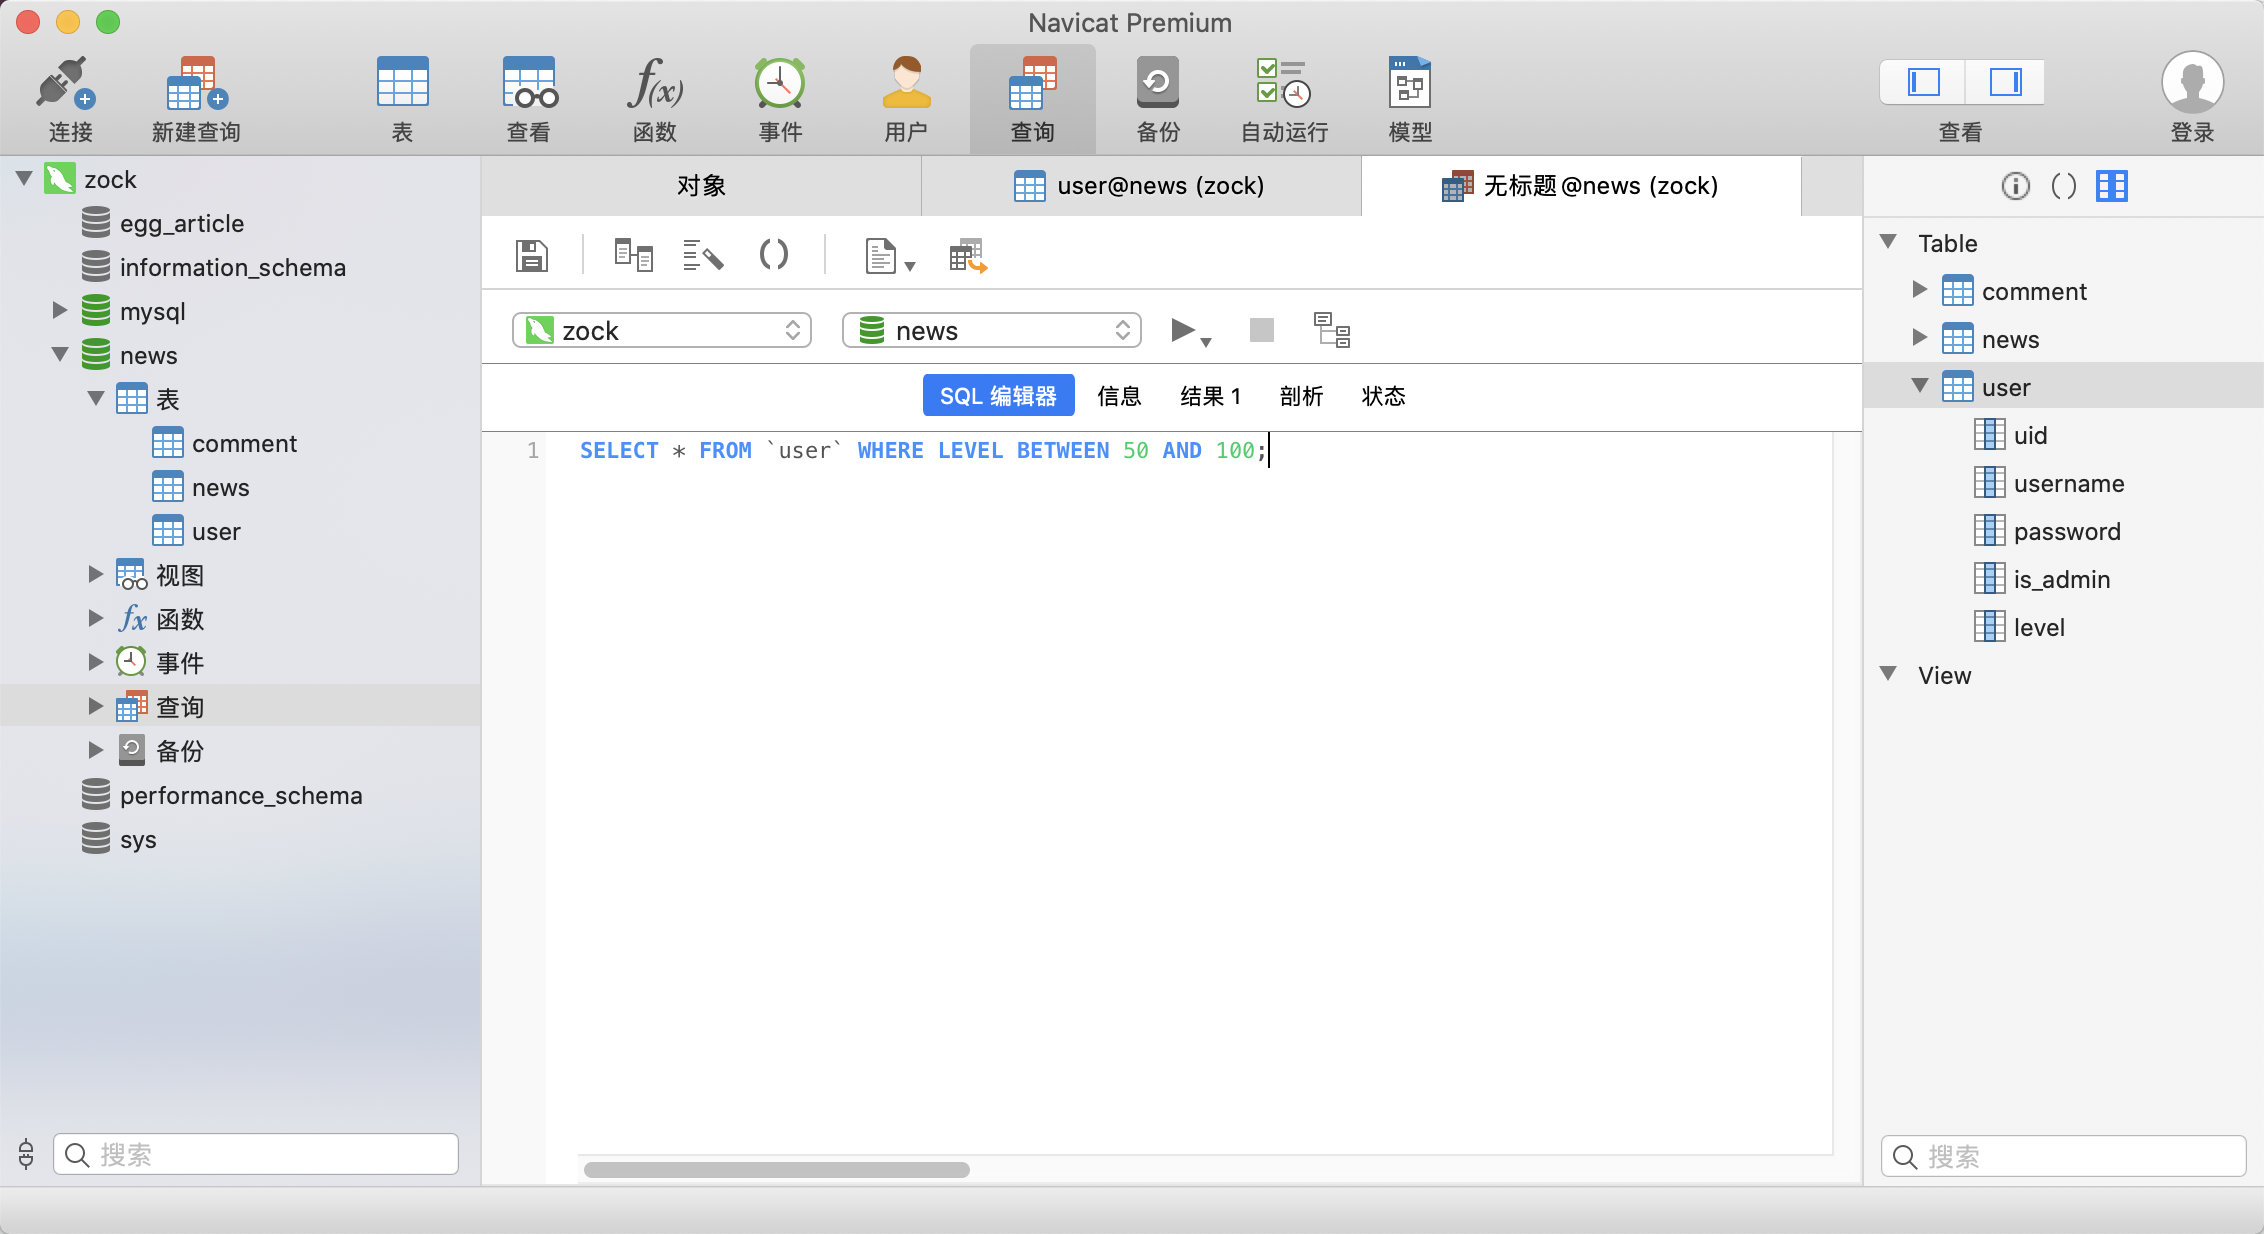 Navicat Premium
连接
新建查询
表
查看
函数
事件
用户
查询
备份
自动运行
模型
查看
登录
zock
egg_article
information_schema
mysql
news
表
comment
news
user
视图
函数
事件
查询
备份
performance_schema
sys
搜索
对象
user@news (zock)
无标题 @news (zock)
zock
news
SQL 编辑器
信息
结果 1
剖析
状态
1 SELECT * FROM `user` WHERE LEVEL BETWEEN 50 AND 100;
Table
comment
news
user
uid
username
password
is_admin
level
View
搜索